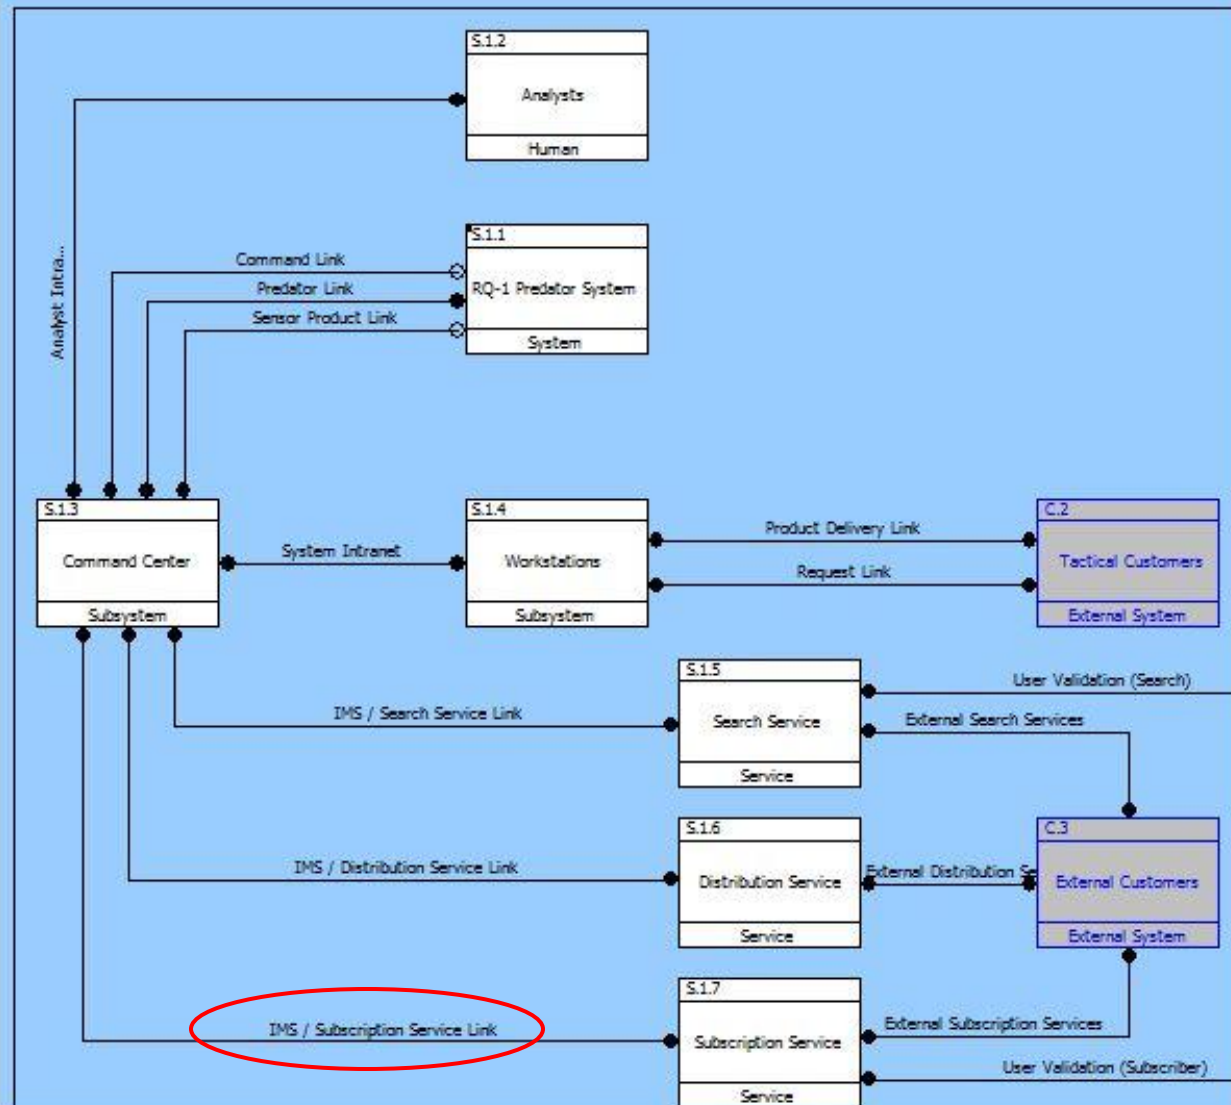 S.1.2
Analysts
Human
S.1.1
RQ-1 Predator System
System
Command Link
Predator Link
Sensor Product Link
Analyst Intra...
S.1.3
Command Center
Subsystem
System Intranet
S.1.4
Workstations
Subsystem
Product Delivery Link
Request Link
C.2
Tactical Customers
External System
IMS / Search Service Link
S.1.5
Search Service
Service
User Validation (Search)
External Search Services
IMS / Distribution Service Link
S.1.6
Distribution Service
Service
External Distribution Se
C.3
External Customers
External System
IMS / Subscription Service Link
S.1.7
Subscription Service
Service
External Subscription Services
User Validation (Subscriber)